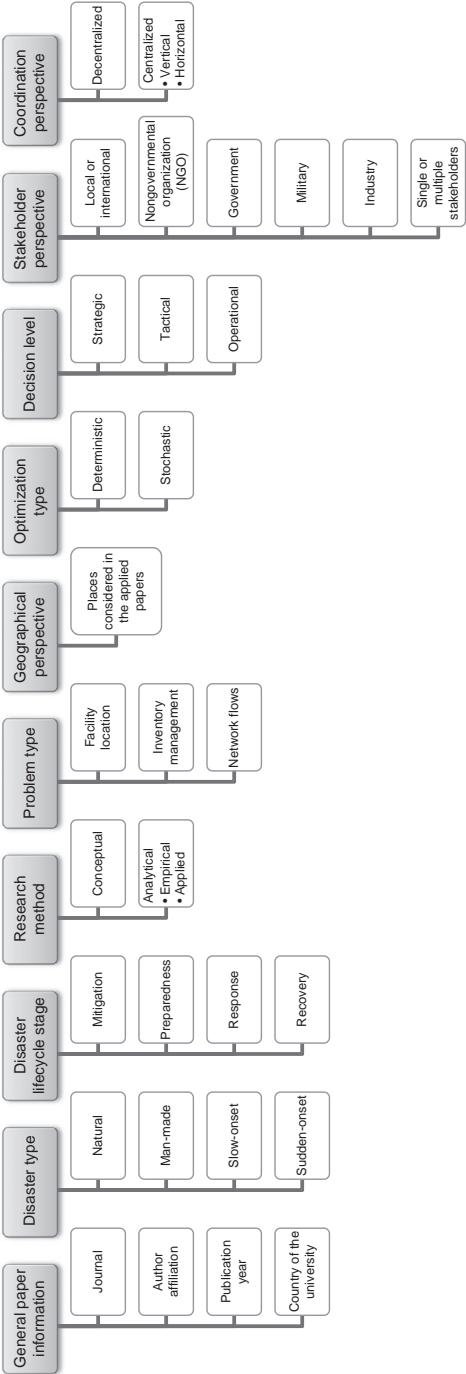 General paper
information
Journal
Author
affiliation
Publication
year
Country of the
university
Disaster type
Natural
Man-made
Slow-onset
Sudden-onset
Disaster
lifecycle stage
Mitigation
Preparedness
Response
Recovery
Research
method
Conceptual
Analytical
• Empirical
• Applied
Problem type
Facility
location
Inventory
management
Network flows
Geographical
perspective
Places
considered in
the applied
papers
Optimization
type
Deterministic
Stochastic
Decision level
Strategic
Tactical
Operational
Stakeholder
perspective
Local or
international
Nongovernmental
organization
(NGO)
Government
Military
Industry
Single or
multiple
stakeholders
Coordination
perspective
Decentralized
Centralized
• Vertical
• Horizontal